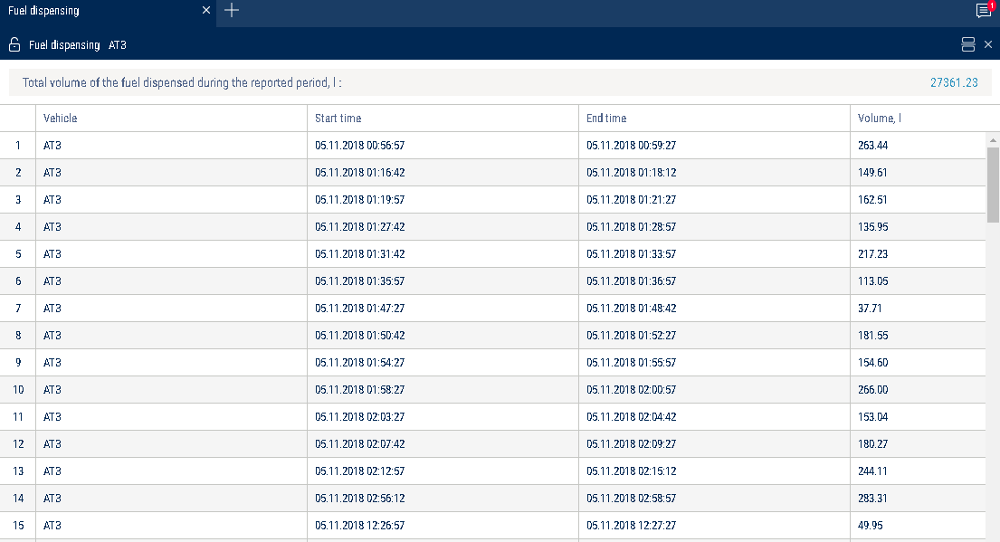 Fuel dispensing
1
Fuel dispensing AT3
Total volume of the fuel dispensed during the reported period, l : 27361.23
Vehicle Start time End time Volume, l
1 AT3 05.11.2018 00:56:57 05.11.2018 00:59:27 263.44
2 AT3 05.11.2018 01:16:42 05.11.2018 01:18:12 149.61
3 AT3 05.11.2018 01:19:57 05.11.2018 01:21:27 162.51
4 AT3 05.11.2018 01:27:42 05.11.2018 01:28:57 135.95
5 AT3 05.11.2018 01:31:42 05.11.2018 01:33:57 217.23
6 AT3 05.11.2018 01:35:57 05.11.2018 01:36:57 113.05
7 AT3 05.11.2018 01:47:27 05.11.2018 01:48:42 37.71
8 AT3 05.11.2018 01:50:42 05.11.2018 01:52:27 181.55
9 AT3 05.11.2018 01:54:27 05.11.2018 01:55:57 154.60
10 AT3 05.11.2018 01:58:27 05.11.2018 02:00:57 266.00
11 AT3 05.11.2018 02:03:27 05.11.2018 02:04:42 153.04
12 AT3 05.11.2018 02:07:42 05.11.2018 02:09:27 180.27
13 AT3 05.11.2018 02:12:57 05.11.2018 02:15:12 244.11
14 AT3 05.11.2018 02:56:12 05.11.2018 02:58:57 283.31
15 AT3 05.11.2018 12:26:57 05.11.2018 12:27:27 49.95